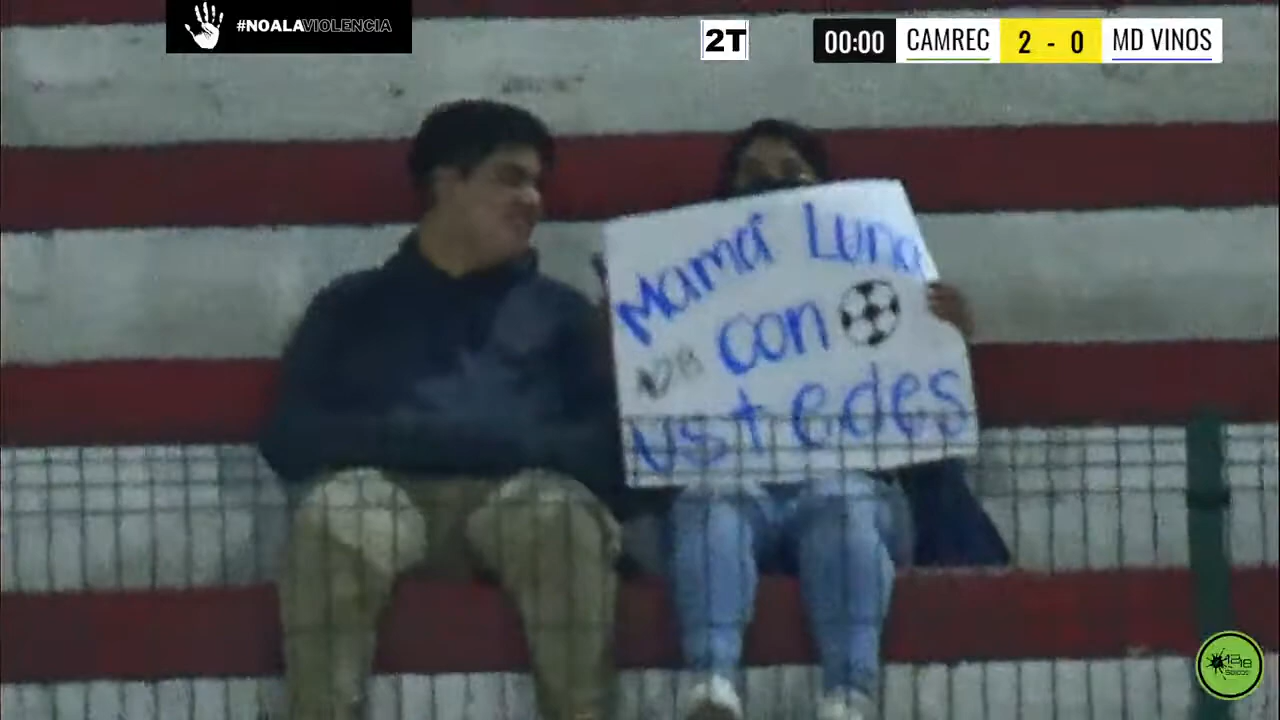 #NOALAVIOLENCIA
2T
00:00 CAMREC 2 - 0 MD VINOS
Mamá Luna
con
ustedes